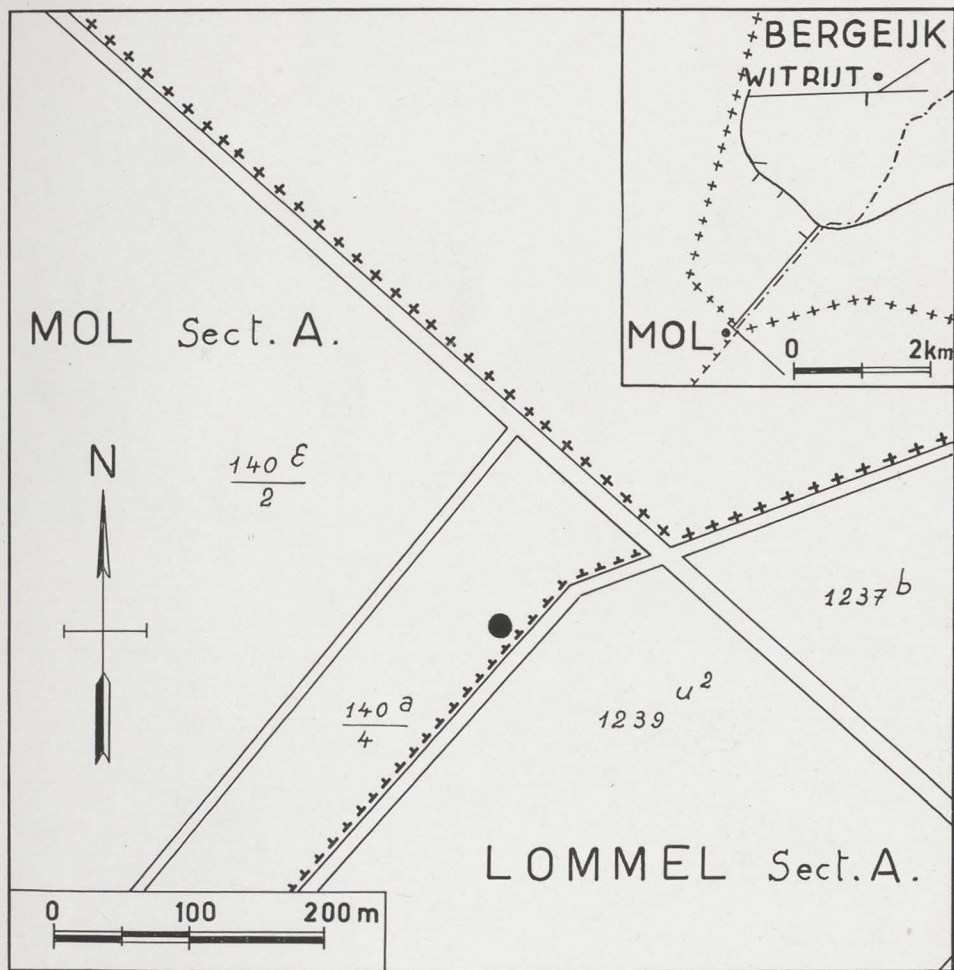 BERGEIJK
WITRIJT
MOL
0 2km
MOL Sect. A.
N
140 ε
2
1237 b
140 a
4
1239 u²
LOMMEL Sect. A.
0 100 200 m